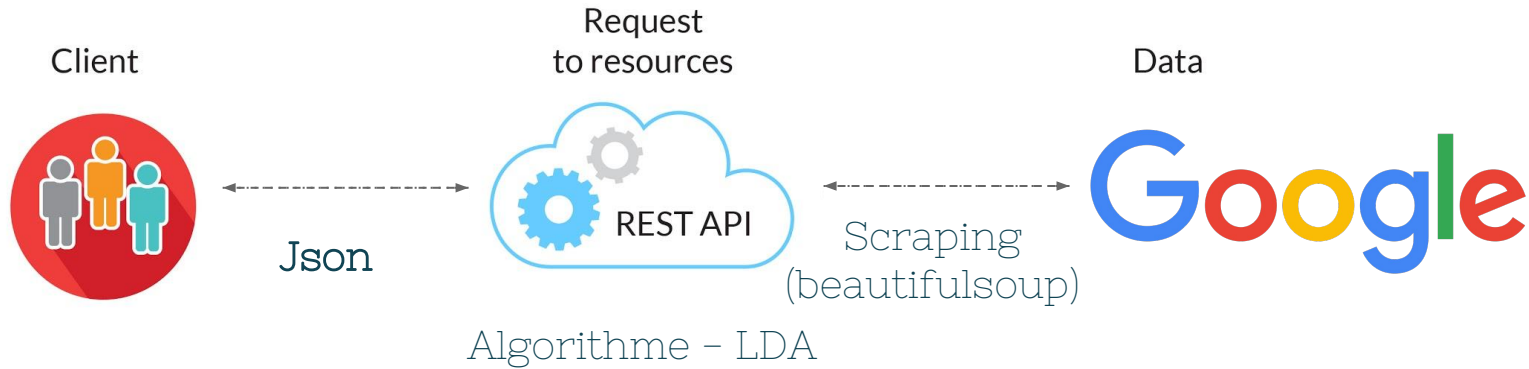 Client
Request
to resources
Data
REST API
Google
Json
Scraping
(beautifulsoup)
Algorithme - LDA